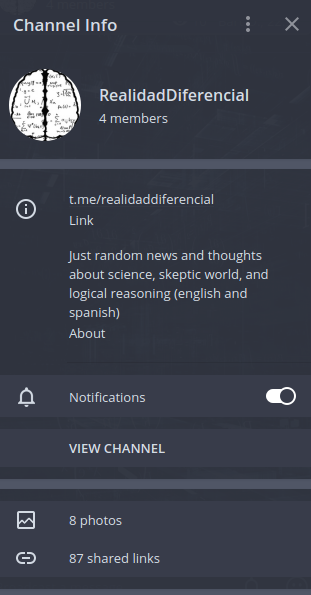 Channel Info
RealidadDiferencial
4 members
t.me/realidaddiferencial
Link
Just random news and thoughts
about science, skeptic world, and
logical reasoning (english and
spanish)
About
Notifications
VIEW CHANNEL
8 photos
87 shared links